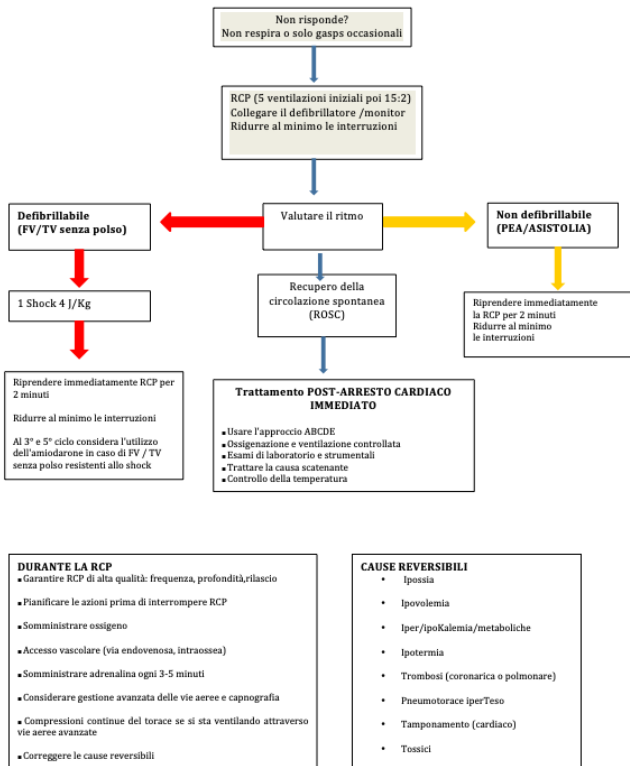 Non risponde?
Non respira o solo gasps occasionali
RCP (5 ventilazioni iniziali poi 15:2)
Collegare il defibrillatore /monitor
Ridurre al minimo le interruzioni
Defibrillabile
(FV/TV senza polso)
Valutare il ritmo
Non defibrillabile
(PEA/ASISTOLIA)
1 Shock 4 J/Kg
Recupero della
circolazione spontanea
(ROSC)
Riprendere immediatamente
la RCP per 2 minuti
Ridurre al minimo
le interruzioni
Riprendere immediatamente RCP per
2 minuti
Ridurre al minimo le interruzioni
Al 3° e 5° ciclo considera l'utilizzo
dell'amiodarone in caso di FV / TV
senza polso resistenti allo shock
Trattamento POST-ARRESTO CARDIACO
IMMEDIATO
▪Usare l'approccio ABCDE
▪Ossigenazione e ventilazione controllata
▪Esami di laboratorio e strumentali
▪Trattare la causa scatenante
▪Controllo della temperatura
DURANTE LA RCP
▪Garantire RCP di alta qualità: frequenza, profondità,rilascio
▪Pianificare le azioni prima di interrompere RCP
▪Somministrare ossigeno
▪Accesso vascolare (via endovenosa, intraossea)
▪Somministrare adrenalina ogni 3-5 minuti
▪Considerare gestione avanzata delle vie aeree e capnografia
▪Compressioni continue del torace se si sta ventilando attraverso
vie aeree avanzate
▪Correggere le cause reversibili
CAUSE REVERSIBILI
• Ipossia
• Ipovolemia
• Iper/ipoKalemia/metaboliche
• Ipotermia
• Trombosi (coronarica o polmonare)
• Pneumotorace iperTeso
• Tamponamento (cardiaco)
• Tossici